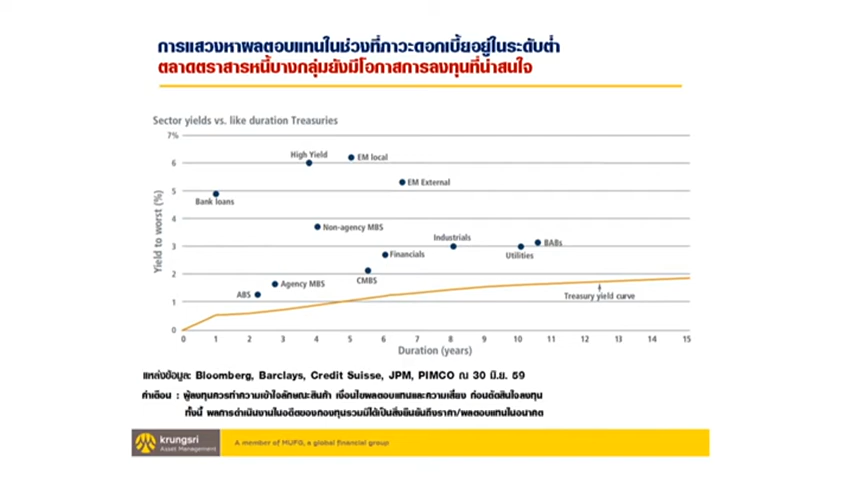 การแสวงหาผลตอบแทนในช่วงที่ภาวะดอกเบี้ยอยู่ในระดับต่ำ
ตลาดตราสารหนี้บางกลุ่มยังมีโอกาสการลงทุนที่น่าสนใจ
Sector yields vs. like duration Treasuries
7%
6
5
4
3
2
1
0
Yield to worst (%)
High Yield
EM local
EM External
Bank loans
Non-agency MBS
Industrials
BABs
Financials
Utilities
CMBS
Agency MBS
ABS
Treasury yield curve
0 1 2 3 4 5 6 7 8 9 10 11 12 13 14 15
Duration (years)
แหล่งข้อมูล: Bloomberg, Barclays, Credit Suisse, JPM, PIMCO ณ 30 มิ.ย. 59
คำเตือน : ผู้ลงทุนควรทำความเข้าใจลักษณะสินค้า เงื่อนไขผลตอบแทนและความเสี่ยง ก่อนตัดสินใจลงทุน
ทั้งนี้ ผลการดำเนินงานในอดีตของกองทุนรวมมิได้เป็นสิ่งยืนยันถึงราคา/ผลตอบแทนในอนาคต
krungsri
Asset Management
A member of MUFG, a global financial group